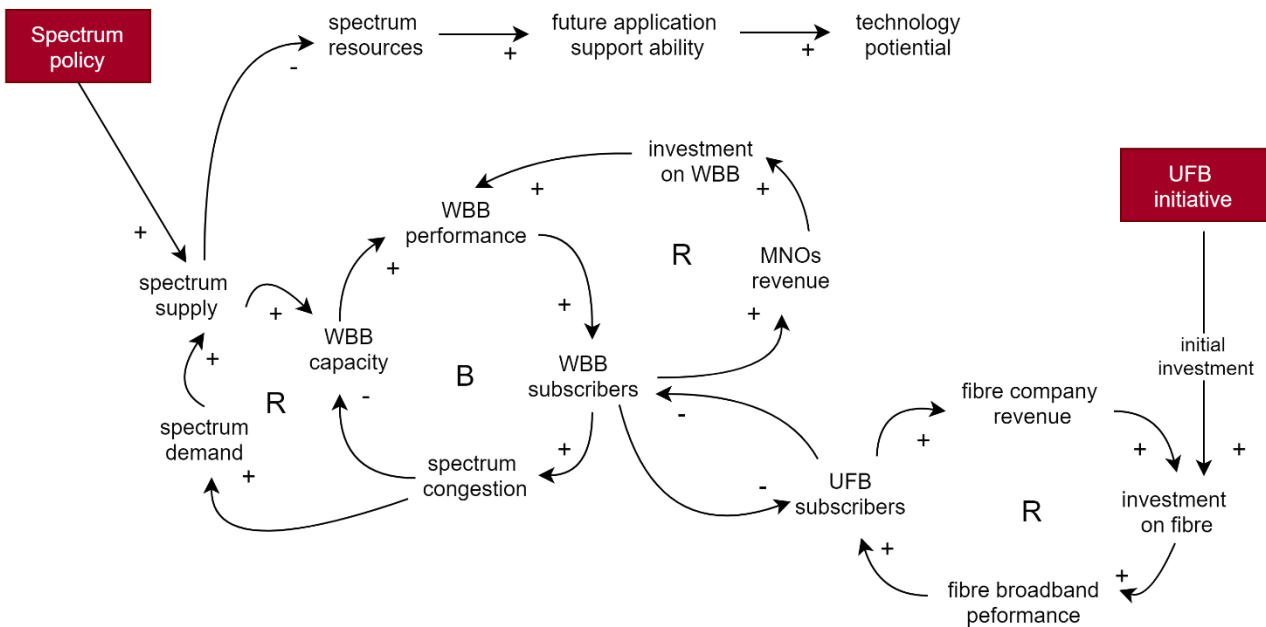 Spectrum
policy
spectrum
resources
future application
support ability
technology
potiential
-
+
+
investment
on WBB
UFB
initiative
+
+
WBB
performance
+
R
MNOs
revenue
spectrum
supply
+
+
+
+
WBB
capacity
+
WBB
subscribers
initial
investment
B
-
R
-
fibre company
revenue
spectrum
demand
+
+
+
+
+
spectrum
congestion
-
UFB
subscribers
R
investment
on fibre
+
+
fibre broadband
peformance